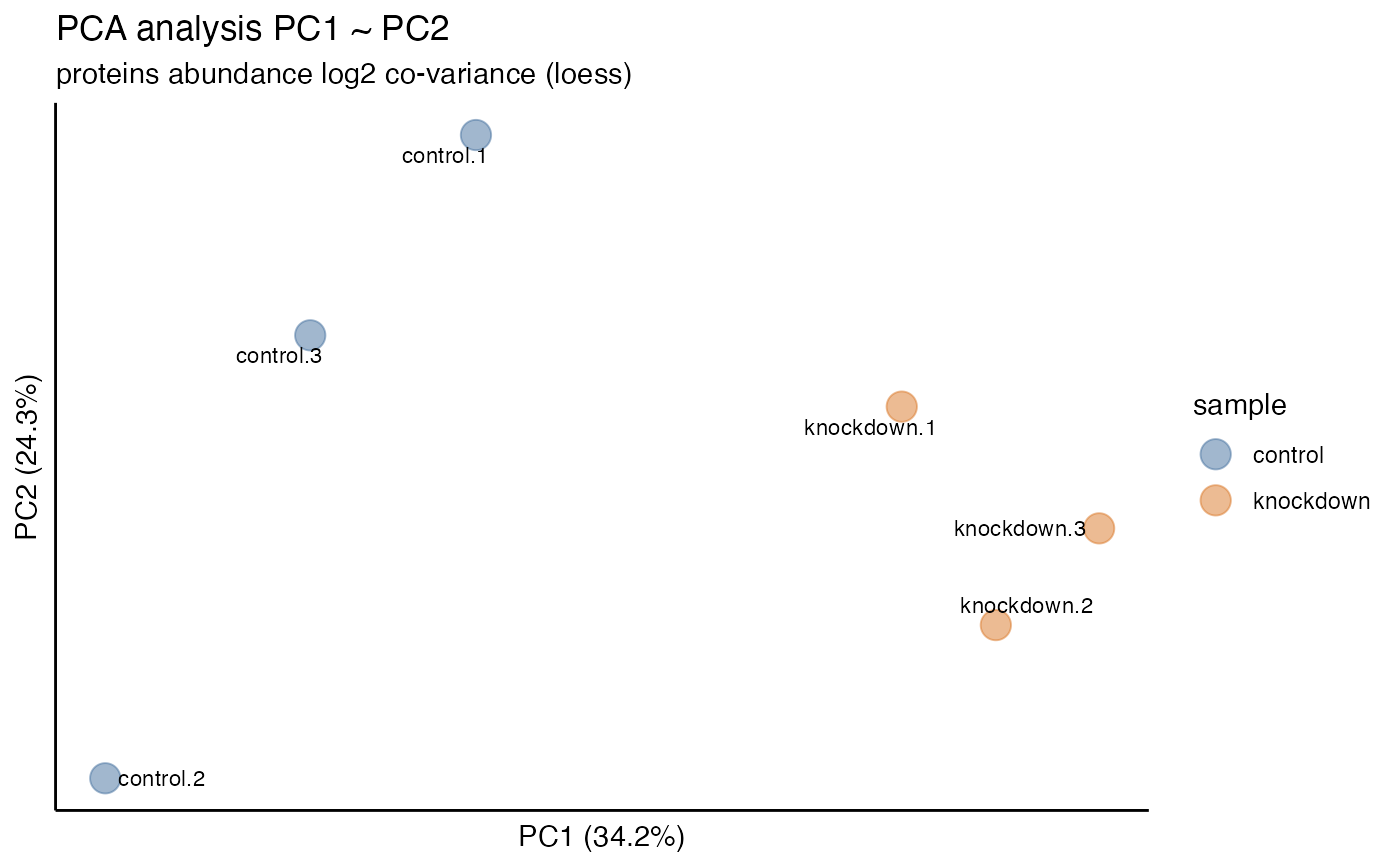 PCA analysis PC1 ~ PC2
proteins abundance log2 co-variance (loess)
control.1
control.3
knockdown.1
knockdown.3
knockdown.2
control.2
PC2 (24.3%)
PC1 (34.2%)
sample
control
knockdown